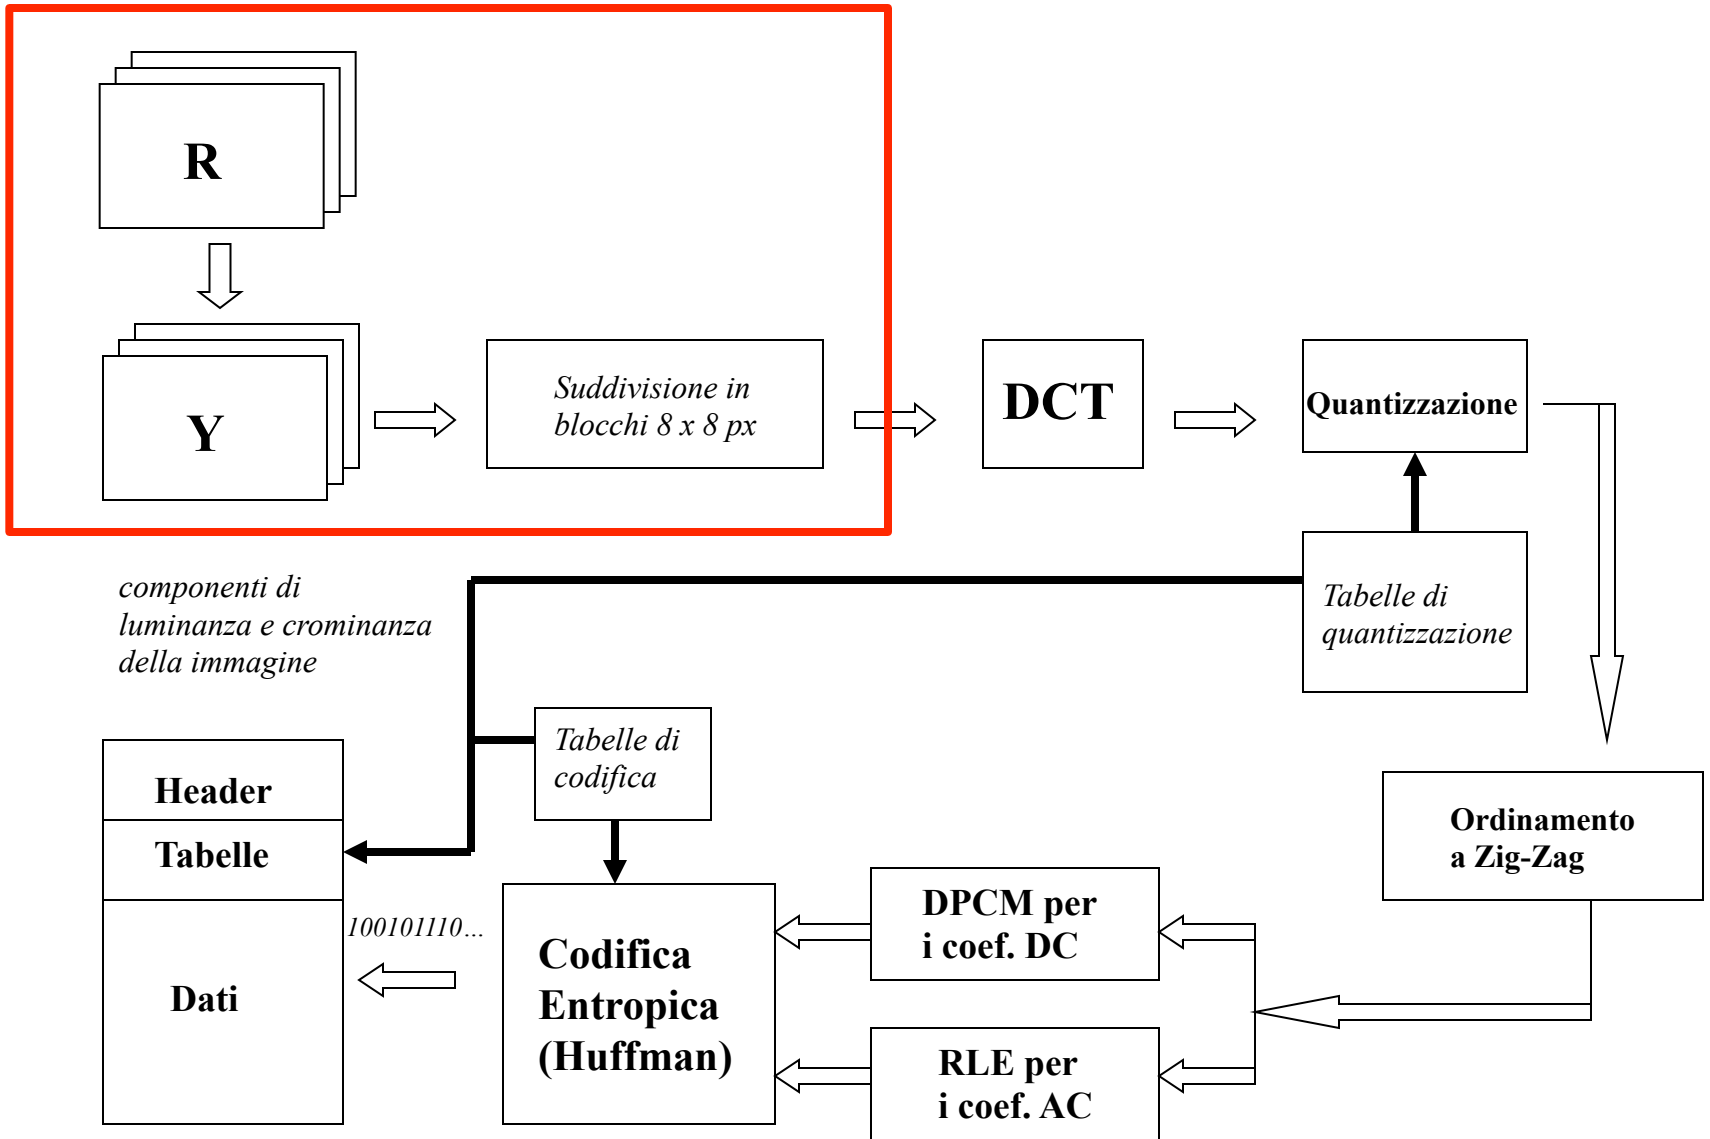 R
Y
Suddivisione in
blocchi 8 x 8 px
DCT
Quantizzazione
componenti di
luminanza e crominanza
della immagine
Tabelle di
quantizzazione
Tabelle di
codifica
Header
Tabelle
Dati
100101110...
Codifica
Entropica
(Huffman)
DPCM per
i coef. DC
RLE per
i coef. AC
Ordinamento
a Zig-Zag